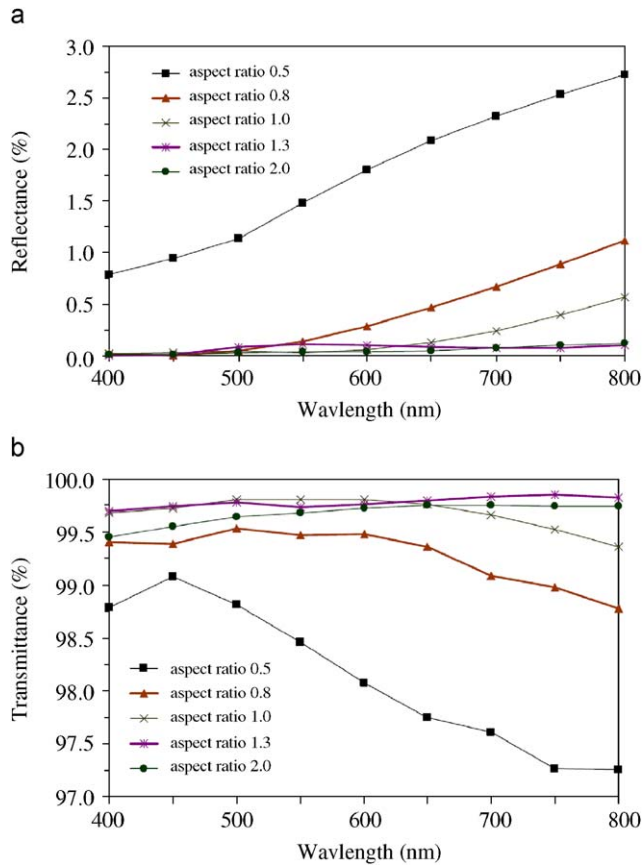 a
3.0
aspect ratio 0.5
2.5
aspect ratio 0.8
aspect ratio 1.0
2.0
aspect ratio 1.3
aspect ratio 2.0
1.5
1.0
0.5
0.0
Reflectance (%)
400 500 600 700 800
Wavlength (nm)
b
100.0
99.5
99.0
98.5
98.0
97.5
97.0
Transmittance (%)
aspect ratio 0.5
aspect ratio 0.8
aspect ratio 1.0
aspect ratio 1.3
aspect ratio 2.0
400 500 600 700 800
Wavlength (nm)